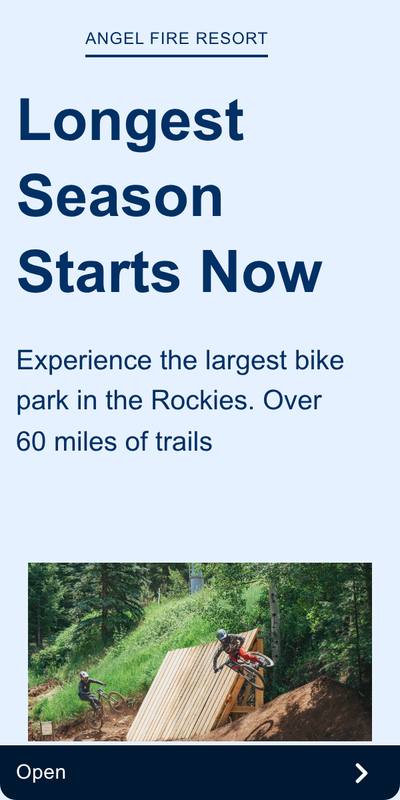 ANGEL FIRE RESORT
Longest
Season
Starts Now
Experience the largest bike
park in the Rockies. Over
60 miles of trails
Open